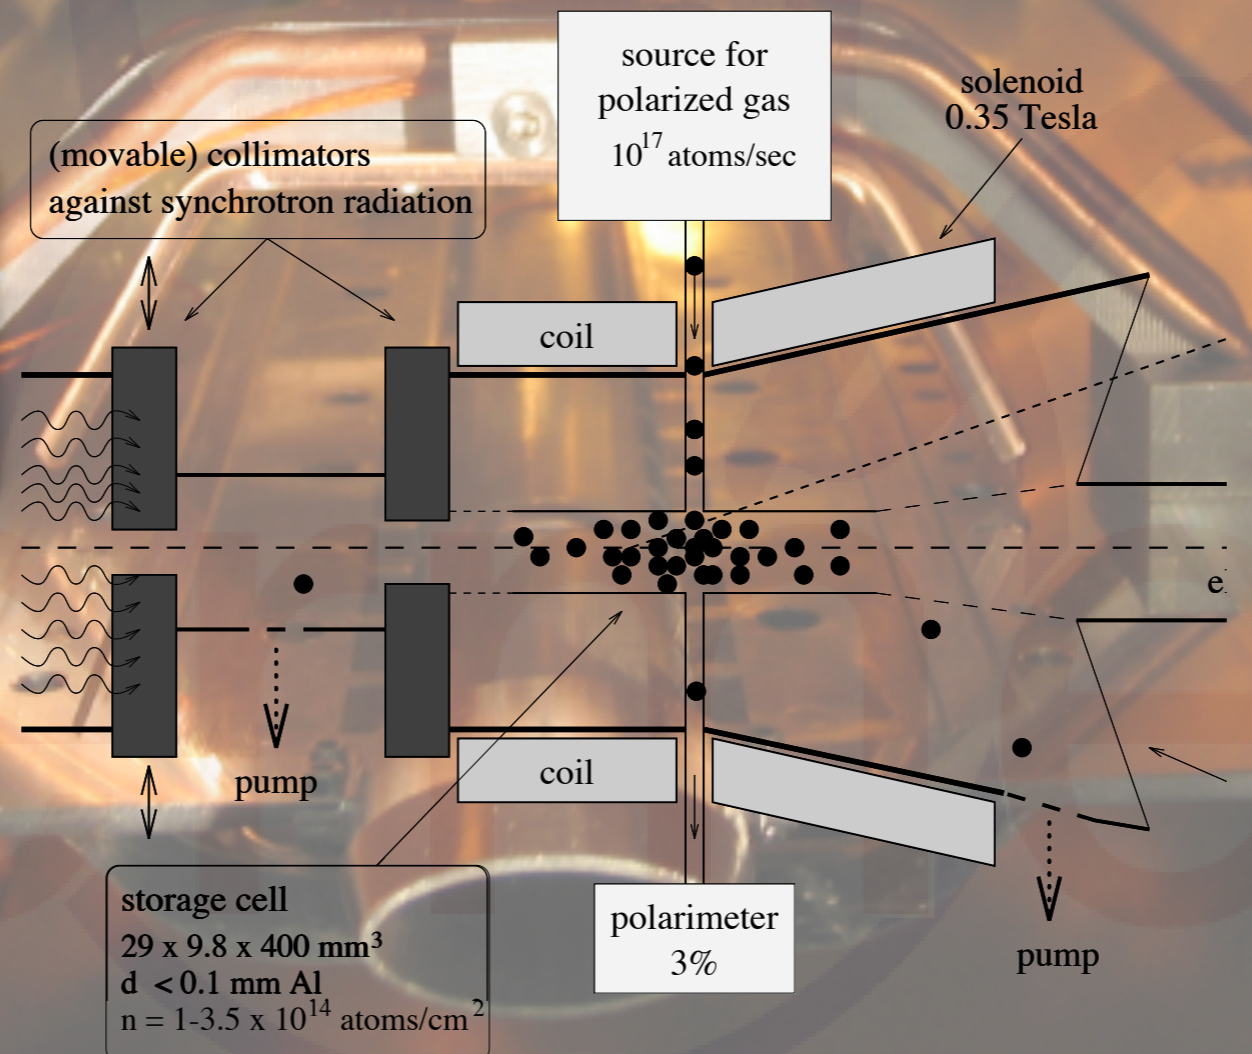 source for
polarized gas
10¹⁷ atoms/sec
solenoid
0.35 Tesla
(movable) collimators
against synchrotron radiation
coil
e
coil
pump
storage cell
29 x 9.8 x 400 mm³
d < 0.1 mm Al
n = 1-3.5 x 10¹⁴ atoms/cm²
polarimeter
3%
pump